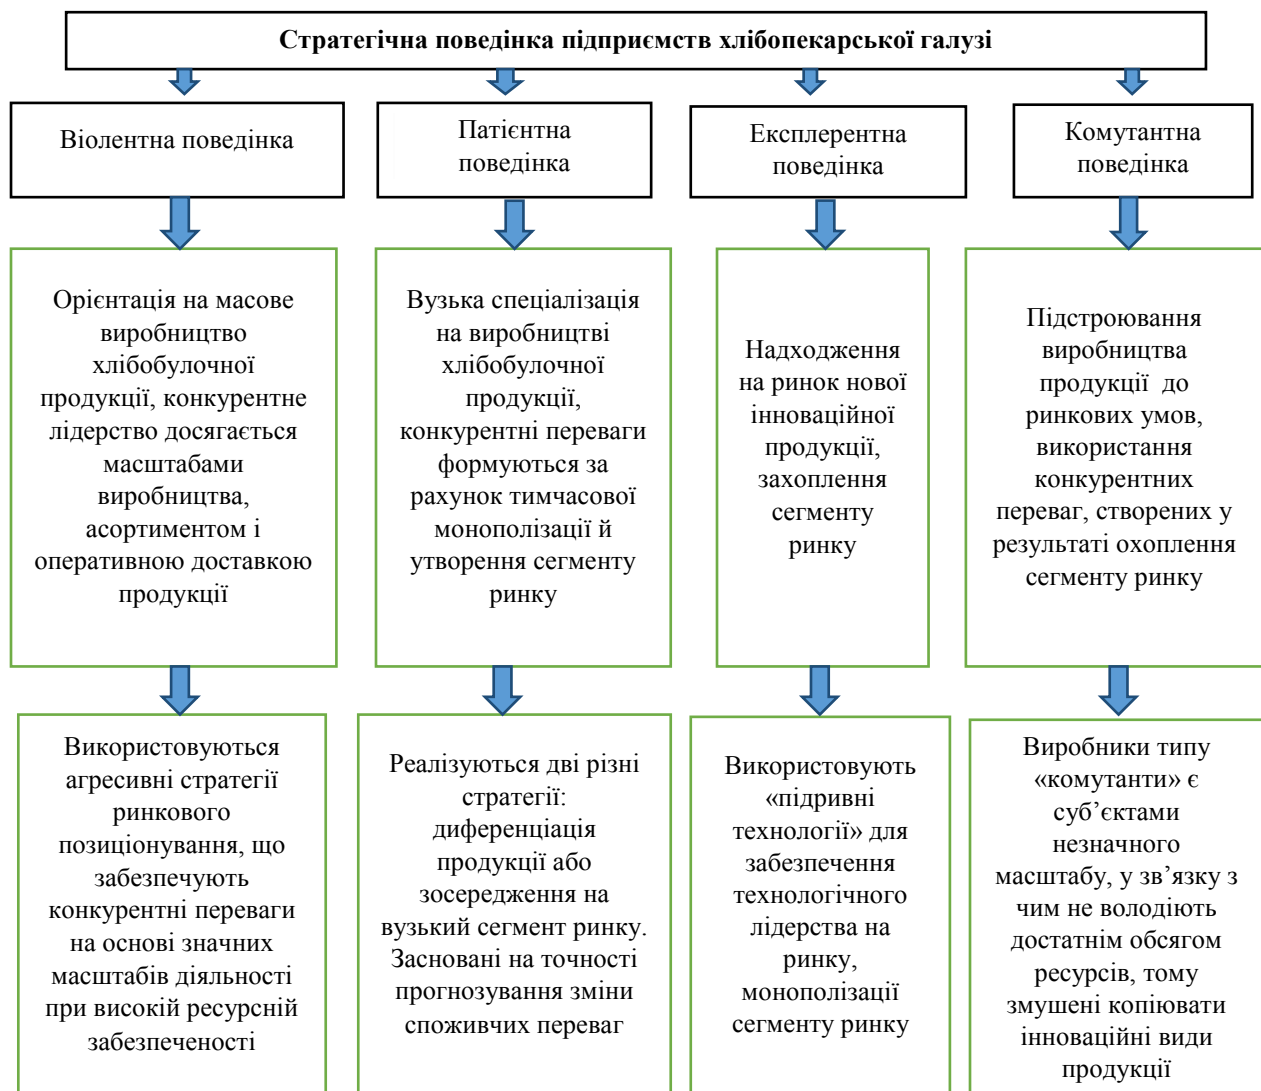 Стратегічна поведінка підприємств хлібопекарської галузі
Віолентна поведінка
Патієнтна
поведінка
Експлерентна
поведінка
Комутантна
поведінка
Орієнтація на масове
виробництво
хлібобулочної
продукції, конкурентне
лідерство досягається
масштабами
виробництва,
асортиментом і
оперативною доставкою
продукції
Вузька спеціалізація
на виробництві
хлібобулочної
продукції,
конкурентні переваги
формуються за
рахунок тимчасової
монополізації й
утворення сегменту
ринку
Надходження
на ринок нової
інноваційної
продукції,
захоплення
сегменту
ринку
Підстроювання
виробництва
продукції до
ринкових умов,
використання
конкурентних
переваг, створених у
результаті охоплення
сегменту ринку
Використовуються
агресивні стратегії
ринкового
позиціонування, що
забезпечують
конкурентні переваги
на основі значних
масштабів діяльності
при високій ресурсній
забезпеченості
Реалізуються дві різні
стратегії:
диференціація
продукції або
зосередження на
вузький сегмент ринку.
Засновані на точності
прогнозування зміни
споживчих переваг
Використовують
«підривні
технології» для
забезпечення
технологічного
лідерства на
ринку,
монополізації
сегменту ринку
Виробники типу
«комутанти» є
суб’єктами
незначного
масштабу, у зв’язку з
чим не володіють
достатнім обсягом
ресурсів, тому
змушені копіювати
інноваційні види
продукції